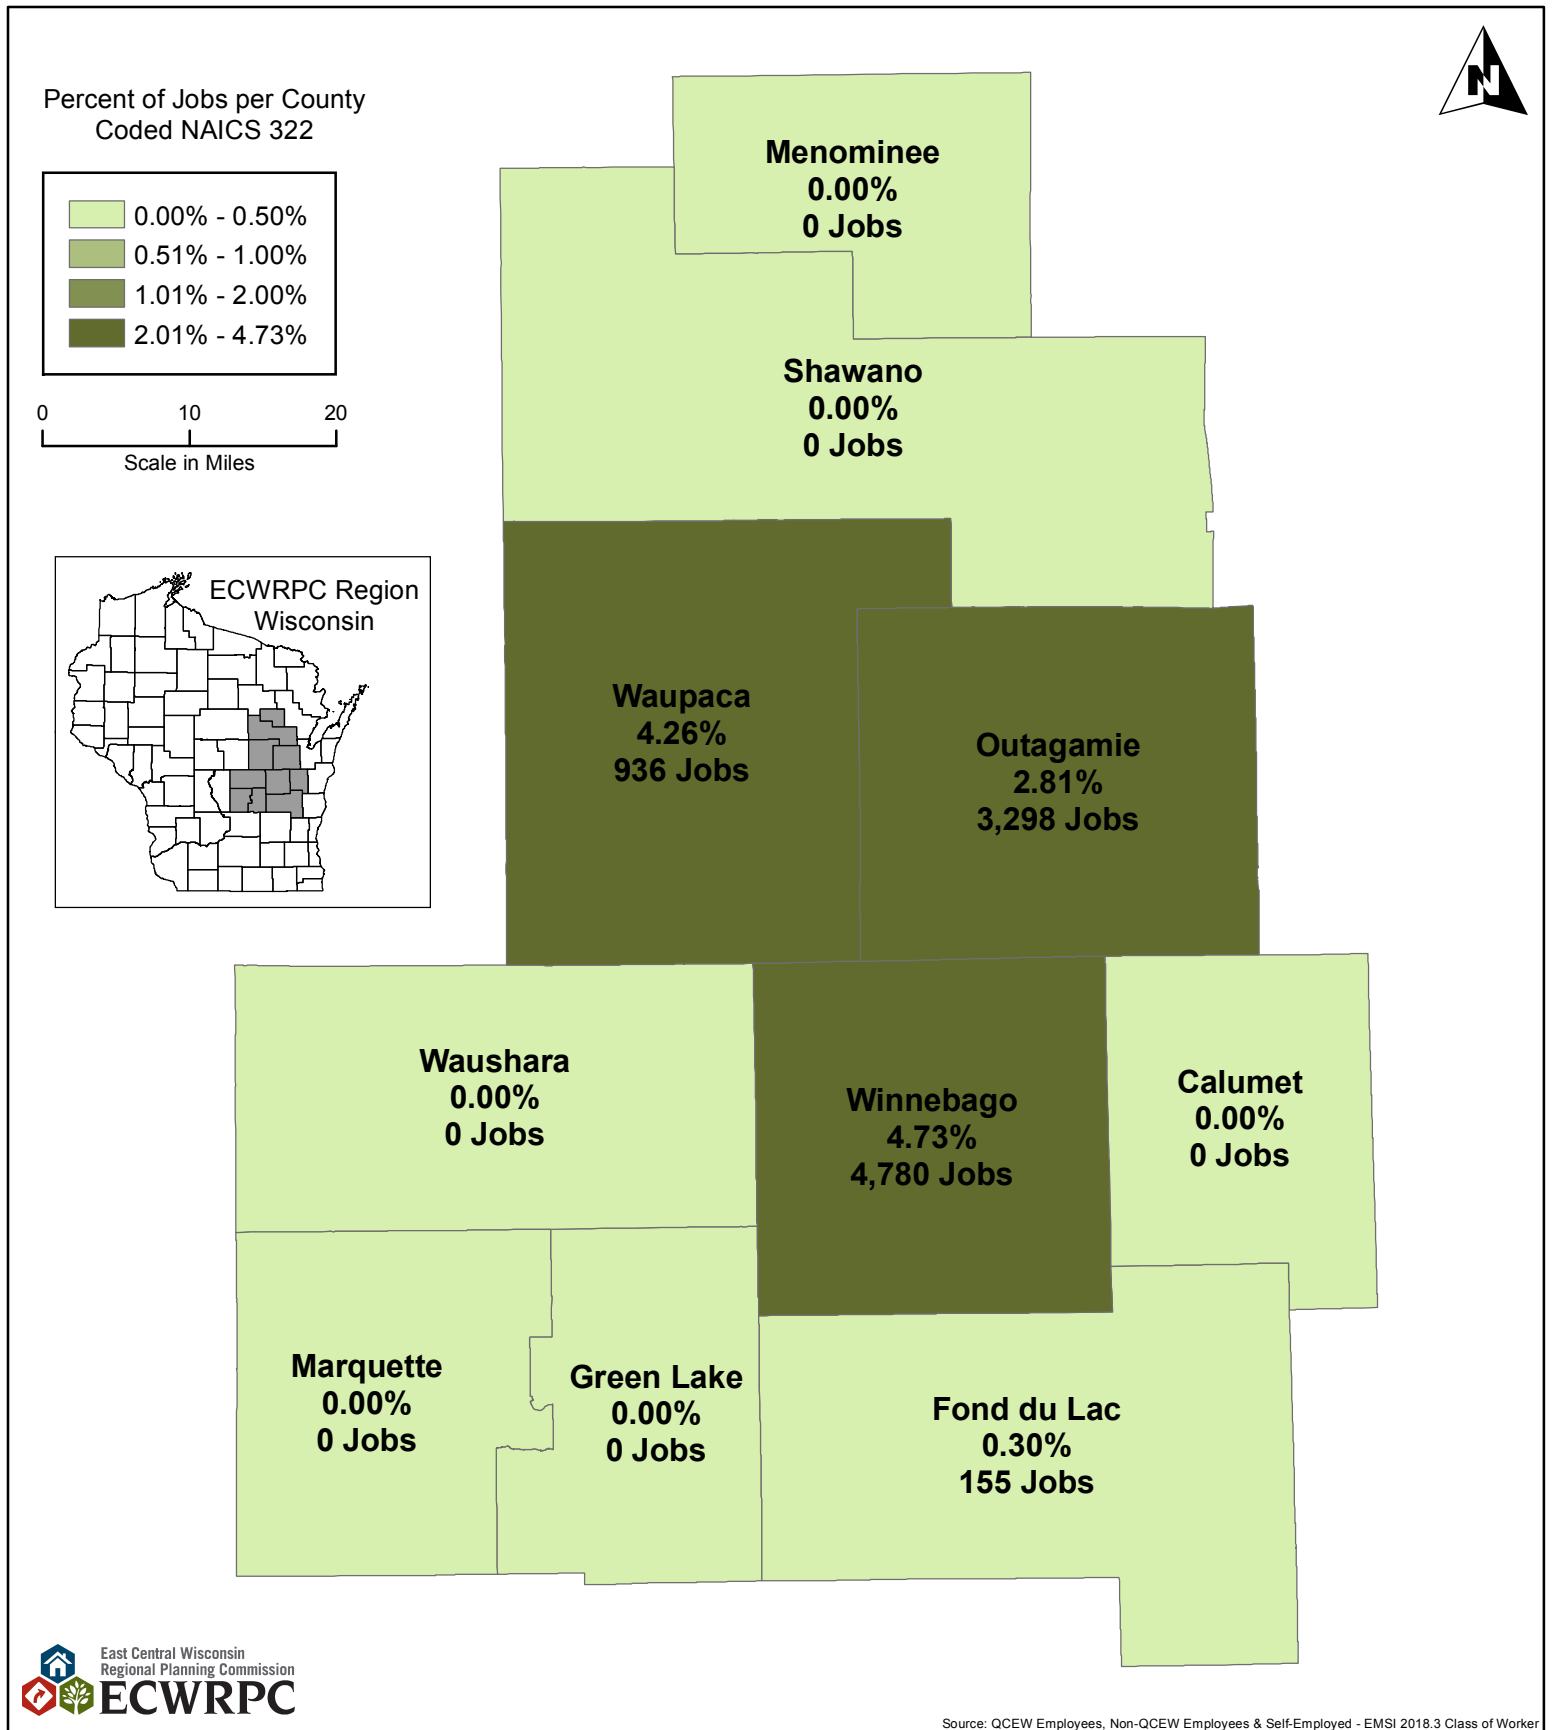 N
Percent of Jobs per County
Coded NAICS 322
0.00% - 0.50%
0.51% - 1.00%
1.01% - 2.00%
2.01% - 4.73%
0 10 20
Scale in Miles
ECWRPC Region
Wisconsin
Menominee
0.00%
0 Jobs
Shawano
0.00%
0 Jobs
Waupaca
4.26%
936 Jobs
Outagamie
2.81%
3,298 Jobs
Waushara
0.00%
0 Jobs
Winnebago
4.73%
4,780 Jobs
Calumet
0.00%
0 Jobs
Marquette
0.00%
0 Jobs
Green Lake
0.00%
0 Jobs
Fond du Lac
0.30%
155 Jobs
East Central Wisconsin
Regional Planning Commission
ECWRPC
Source: QCEW Employees, Non-QCEW Employees & Self-Employed - EMSI 2018.3 Class of Worker